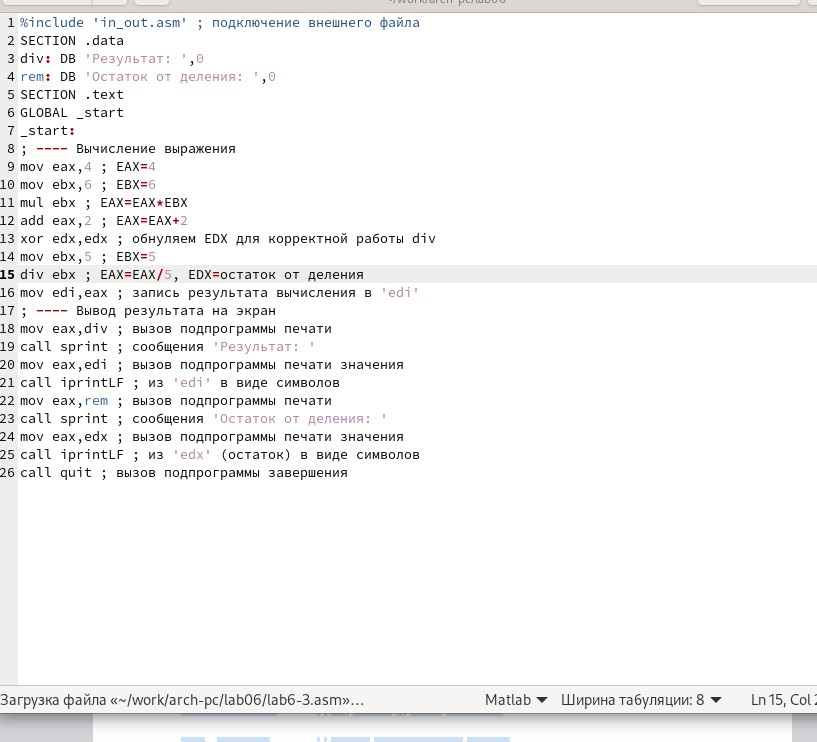 1 %include 'in_out.asm' ; подключение внешнего файла
2 SECTION .data
3 div: DB 'Результат: ',0
4 rem: DB 'Остаток от деления: ',0
5 SECTION .text
6 GLOBAL _start
7 _start:
8 ; ---- Вычисление выражения
9 mov eax,4 ; EAX=4
10 mov ebx,6 ; EBX=6
11 mul ebx ; EAX=EAX*EBX
12 add eax,2 ; EAX=EAX+2
13 xor edx,edx ; обнуляем EDX для корректной работы div
14 mov ebx,5 ; EBX=5
15 div ebx ; EAX=EAX/5, EDX=остаток от деления
16 mov edi,eax ; запись результата вычисления в 'edi'
17 ; ---- Вывод результата на экран
18 mov eax,div ; вызов подпрограммы печати
19 call sprint ; сообщения 'Результат: '
20 mov eax,edi ; вызов подпрограммы печати значения
21 call iprintLF ; из 'edi' в виде символов
22 mov eax,rem ; вызов подпрограммы печати
23 call sprint ; сообщения 'Остаток от деления: '
24 mov eax,edx ; вызов подпрограммы печати значения
25 call iprintLF ; из 'edx' (остаток) в виде символов
26 call quit ; вызов подпрограммы завершения
Загрузка файла «~/work/arch-pc/lab06/lab6-3.asm»… Matlab Ширина табуляции: 8 Ln 15, Col